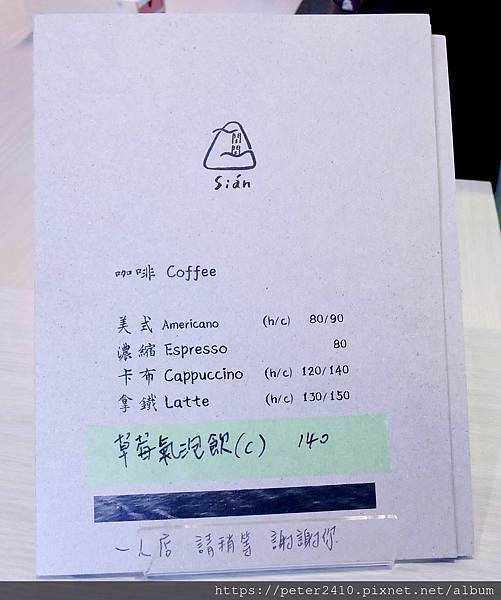 閒閒
Sián
咖啡 Coffee
美式 Americano (h/c) 80/90
濃縮 Espresso 80
卡布 Cappuccino (h/c) 120/140
拿鐵 Latte (h/c) 130/150
草莓氣泡飲(c) 140
一人店 請稍等 謝謝你
https://peter2410.pixnet.net/album